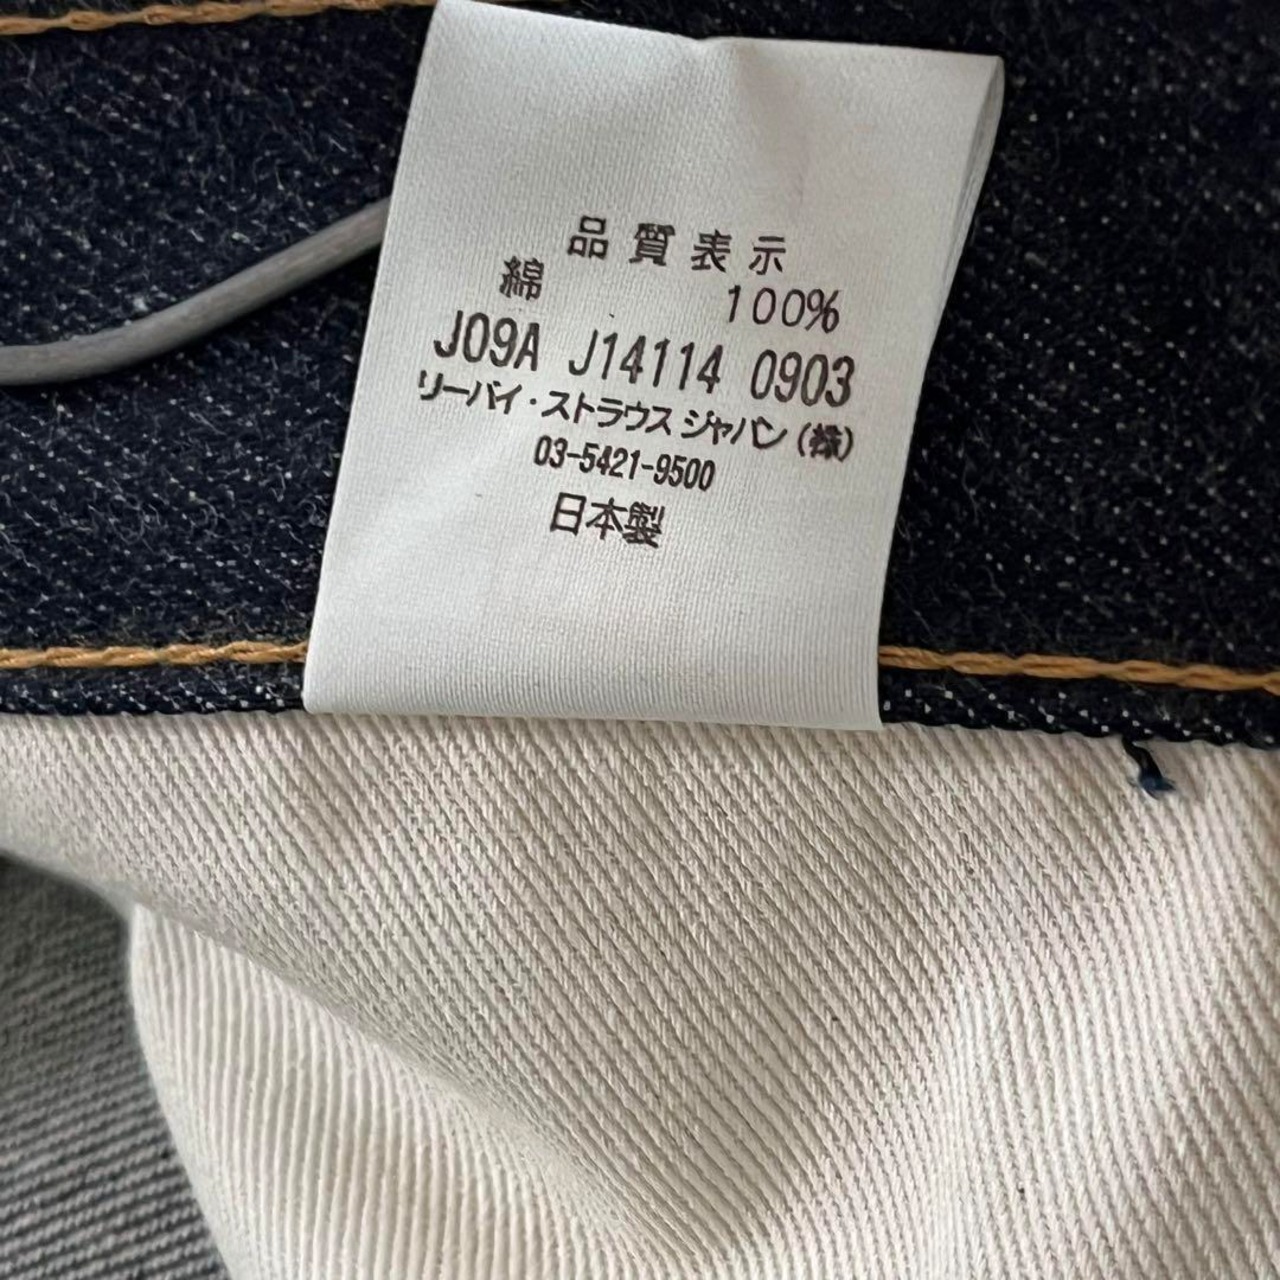 品質表示
綿 100%
J09A J14114 0903
リーバイ・ストラウス ジャパン(株)
03-5421-9500
日本製